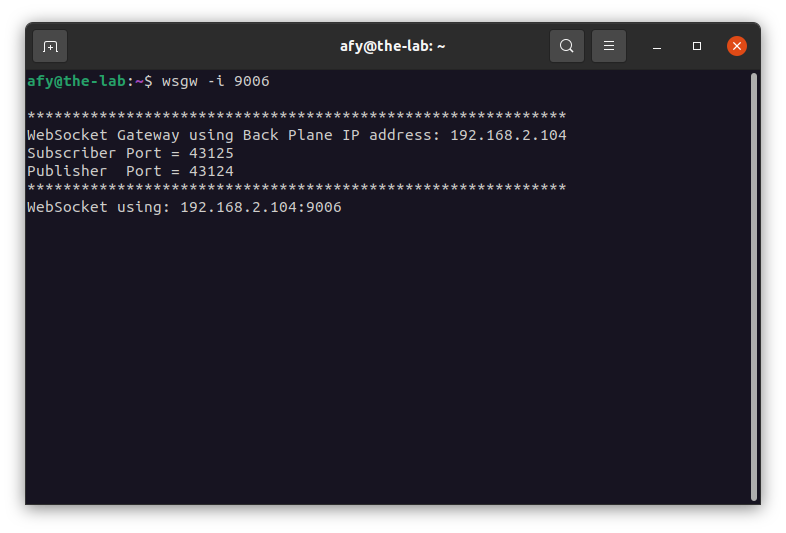 afy@the-lab: ~
afy@the-lab:~$ wsgw -i 9006
************************************************************
WebSocket Gateway using Back Plane IP address: 192.168.2.104
Subscriber Port = 43125
Publisher  Port = 43124
************************************************************
WebSocket using: 192.168.2.104:9006